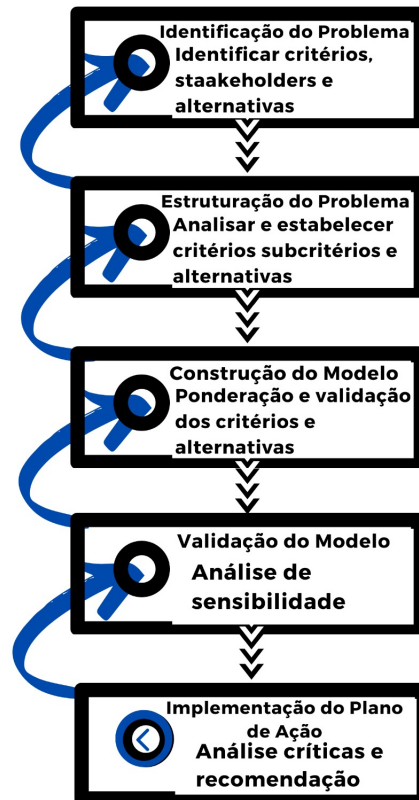 Identificação do Problema
Identificar critérios,
staakeholders e
alternativas
Estruturação do Problema
Analisar e estabelecer
critérios subcritérios e
alternativas
Construção do Modelo
Ponderação e validação
dos critérios e
alternativas
Validação do Modelo
Análise de
sensibilidade
Implementação do Plano
de Ação
Análise críticas e
recomendação